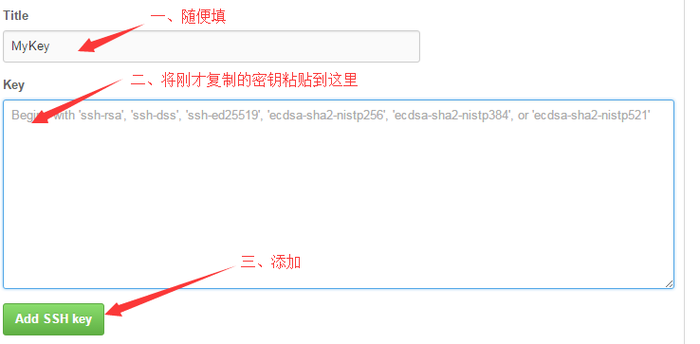 Title
一、随便填
MyKey
二、将刚才复制的密钥粘贴到这里
Key
Begins with 'ssh-rsa', 'ssh-dss', 'ssh-ed25519', 'ecdsa-sha2-nistp256', 'ecdsa-sha2-nistp384', or 'ecdsa-sha2-nistp521'
三、添加
Add SSH key